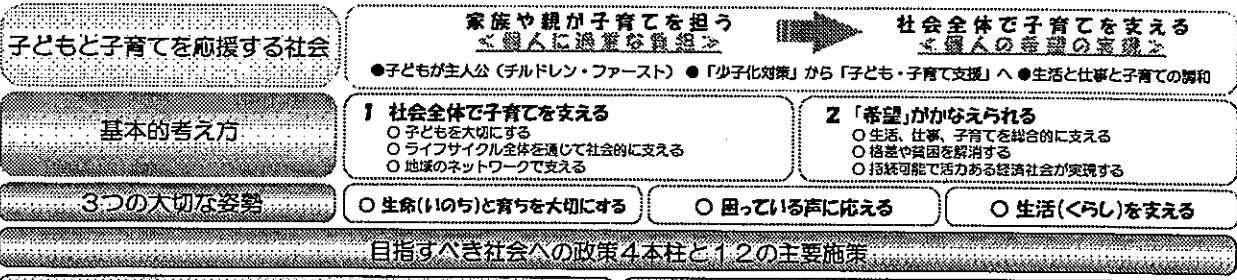 子どもと子育てを応援する社会
家族や親が子育てを担う
≪個人に過重な負担≫
社会全体で子育てを支える
≪個人の希望の実現≫
●子どもが主人公（チルドレン・ファースト）●「少子化対策」から「子ども・子育て支援」へ ●生活と仕事と子育ての調和
基本的考え方
1 社会全体で子育てを支える
○ 子どもを大切にする
○ ライフサイクル全体を通じて社会的に支える
○ 地域のネットワークで支える
2 「希望」がかなえられる
○ 生活、仕事、子育てを総合的に支える
○ 格差や貧困を解消する
○ 持続可能で活力ある経済社会が実現する
3つの大切な姿勢
○ 生命(いのち)と育ちを大切にする
○ 困っている声に応える
○ 生活(くらし)を支える
目指すべき社会への政策4本柱と12の主要施策